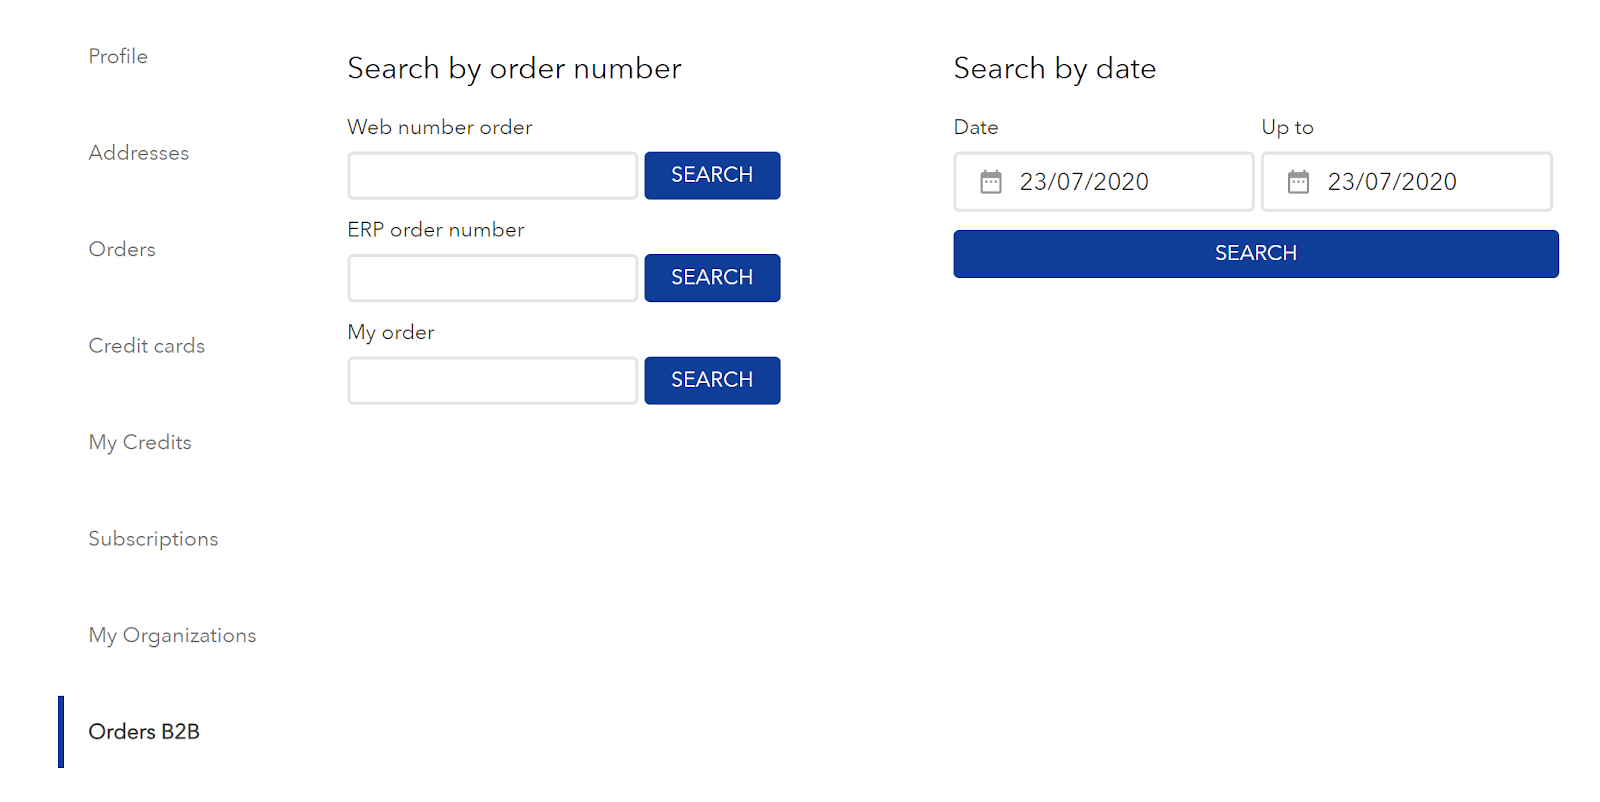 Profile
Addresses
Orders
Credit cards
My Credits
Subscriptions
My Organizations
Orders B2B
Search by order number
Web number order
SEARCH
ERP order number
SEARCH
My order
SEARCH
Search by date
Date
Up to
23/07/2020
23/07/2020
SEARCH